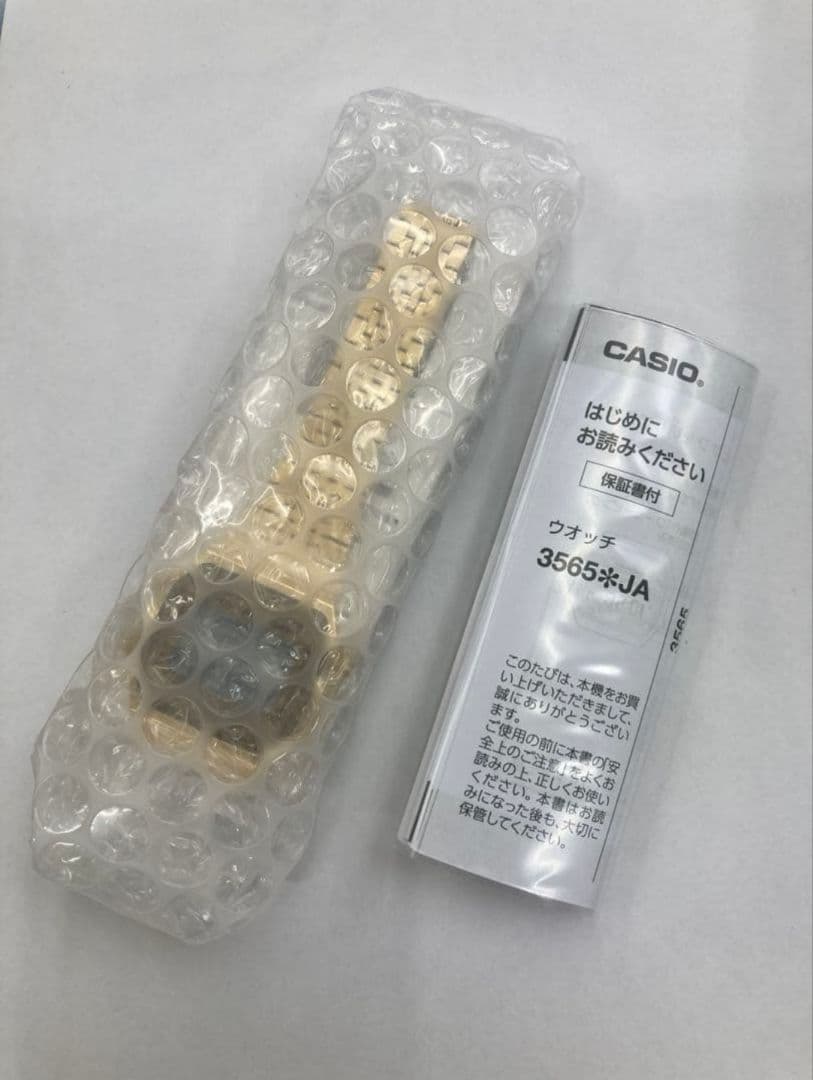 CASIO®
はじめに
お読みください
保証書付
ウオッチ
3565✻JA
3565
このたびは、本機をお買
い上げいただきまして、
誠にありがとうござい
ます。
ご使用の前に本書の「安
全上のご注意」をよくお
読みの上、正しくお使い
ください。本書はお読
みになった後も、大切に
保管してください。